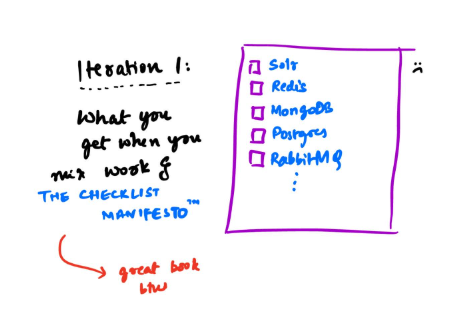 Iteration 1:
What you
get when you
mix work &
THE CHECKLIST
MANIFESTO™
great book
btw
Solr
Redis
MongoDB
Postgres
RabbitMQ